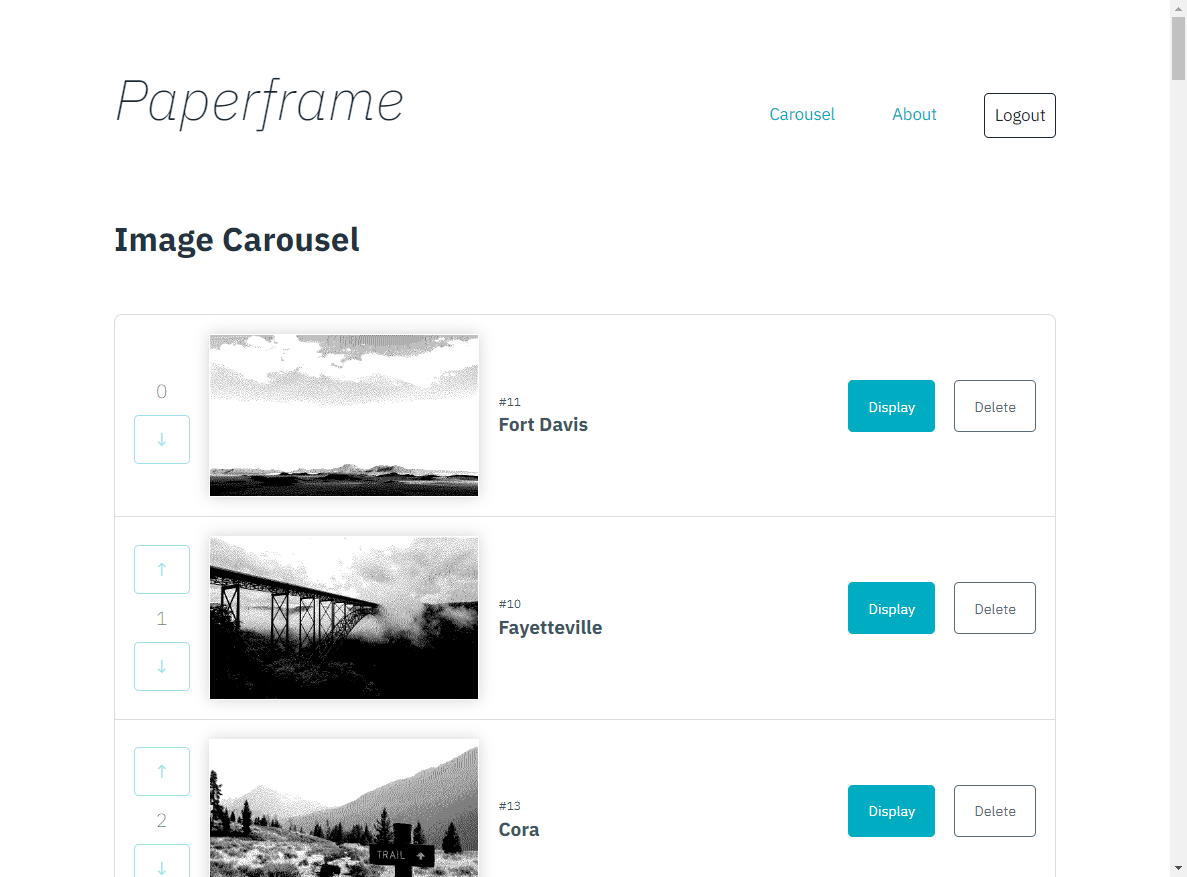 Paperframe
Carousel
About
Logout
Image Carousel
0
↓
#11
Fort Davis
Display
Delete
↑
1
↓
#10
Fayetteville
Display
Delete
↑
2
↓
TRAIL
#13
Cora
Display
Delete